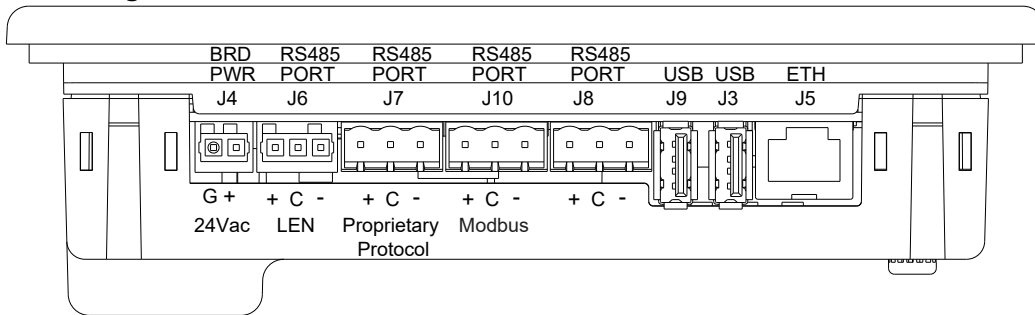 BRD RS485 RS485 RS485 RS485
PWR PORT PORT PORT PORT USB USB ETH
J4 J6 J7 J10 J8 J9 J3 J5
G + + C - + C - + C - + C -
24Vac LEN Proprietary Modbus
Protocol